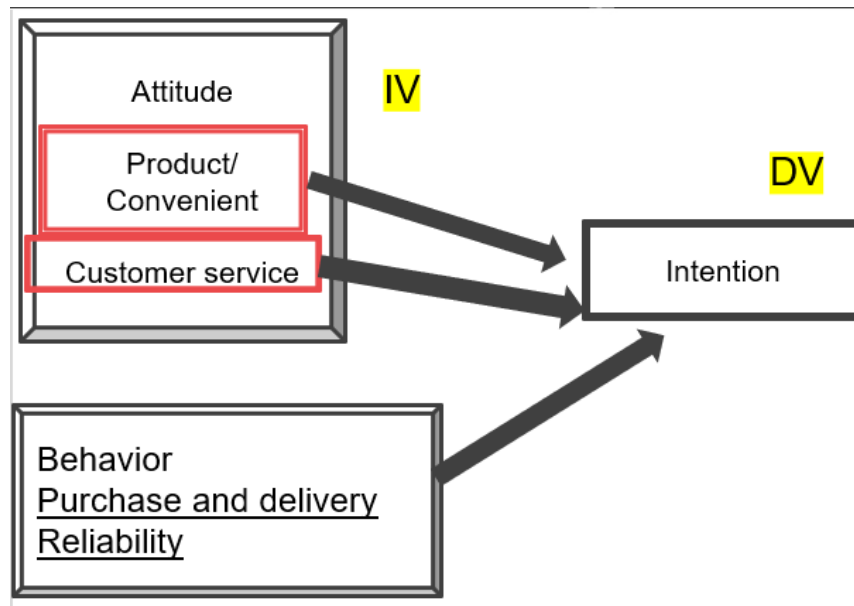 Attitude
IV
Product/
Convenient
DV
Customer service
Intention
Behavior
Purchase and delivery
Reliability